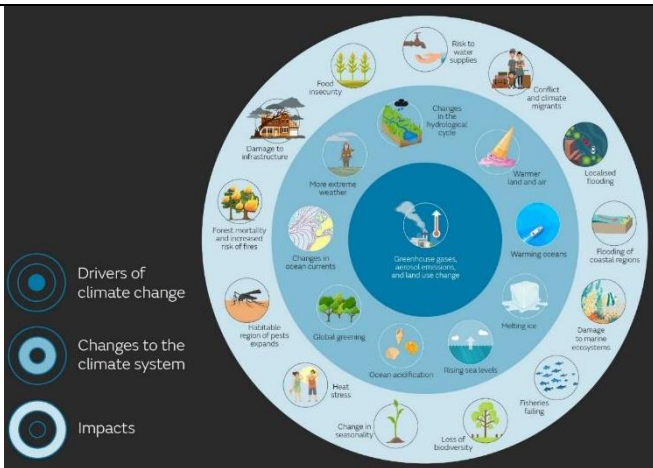 Drivers of
climate change
Changes to the
climate system
Impacts
Greenhouse gases,
aerosol emissions,
and land use change
Changes
in the
hydrological
cycle
Warmer
land and air
Warming oceans
Melting ice
Rising sea levels
Ocean acidification
Global greening
Changes in
ocean currents
More extreme
weather
Risk to
water
supplies
Conflict
and climate
migrants
Localised
flooding
Flooding of
coastal regions
Damage
to marine
ecosystems
Fisheries
failing
Loss of
biodiversity
Change in
seasonality
Heat
stress
Habitable
region of pests
expands
Forest mortality
and increased
risk of fires
Damage to
infrastructure
Food
insecurity